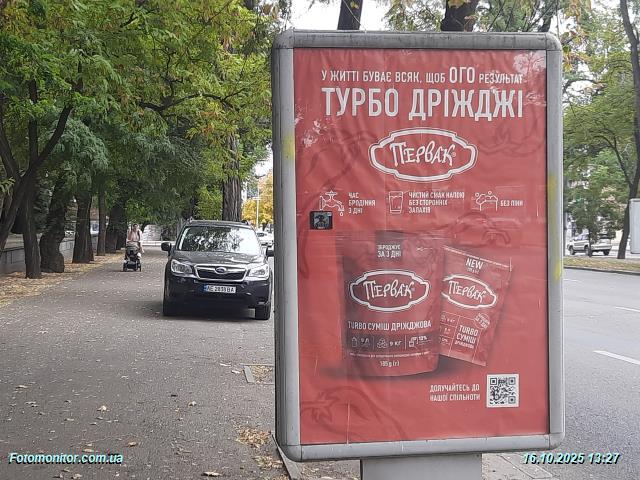 У ЖИТТІ БУВАЄ ВСЯК, ЩОБ ОГО РЕЗУЛЬТАТ
ТУРБО ДРІЖДЖІ
ПЕРВАК®
ЧАС
БРОДІННЯ
3 ДНІ
ЧИСТИЙ СМАК НАПОЮ
БЕЗ СТОРОННІХ
ЗАПАХІВ
БЕЗ ПІНИ
ЗБРОДЖУЄ
ЗА 3 ДНІ
ПЕРВАК
TURBO СУМІШ ДРІЖДЖОВА
NEW
ПЕРВАК
TURBO
СУМІШ
ДРІЖДЖОВА
ДОЛУЧАЙТЕСЬ ДО
НАШОЇ СПІЛЬНОТИ
Fotomonitor.com.ua
16.10.2025 13:27